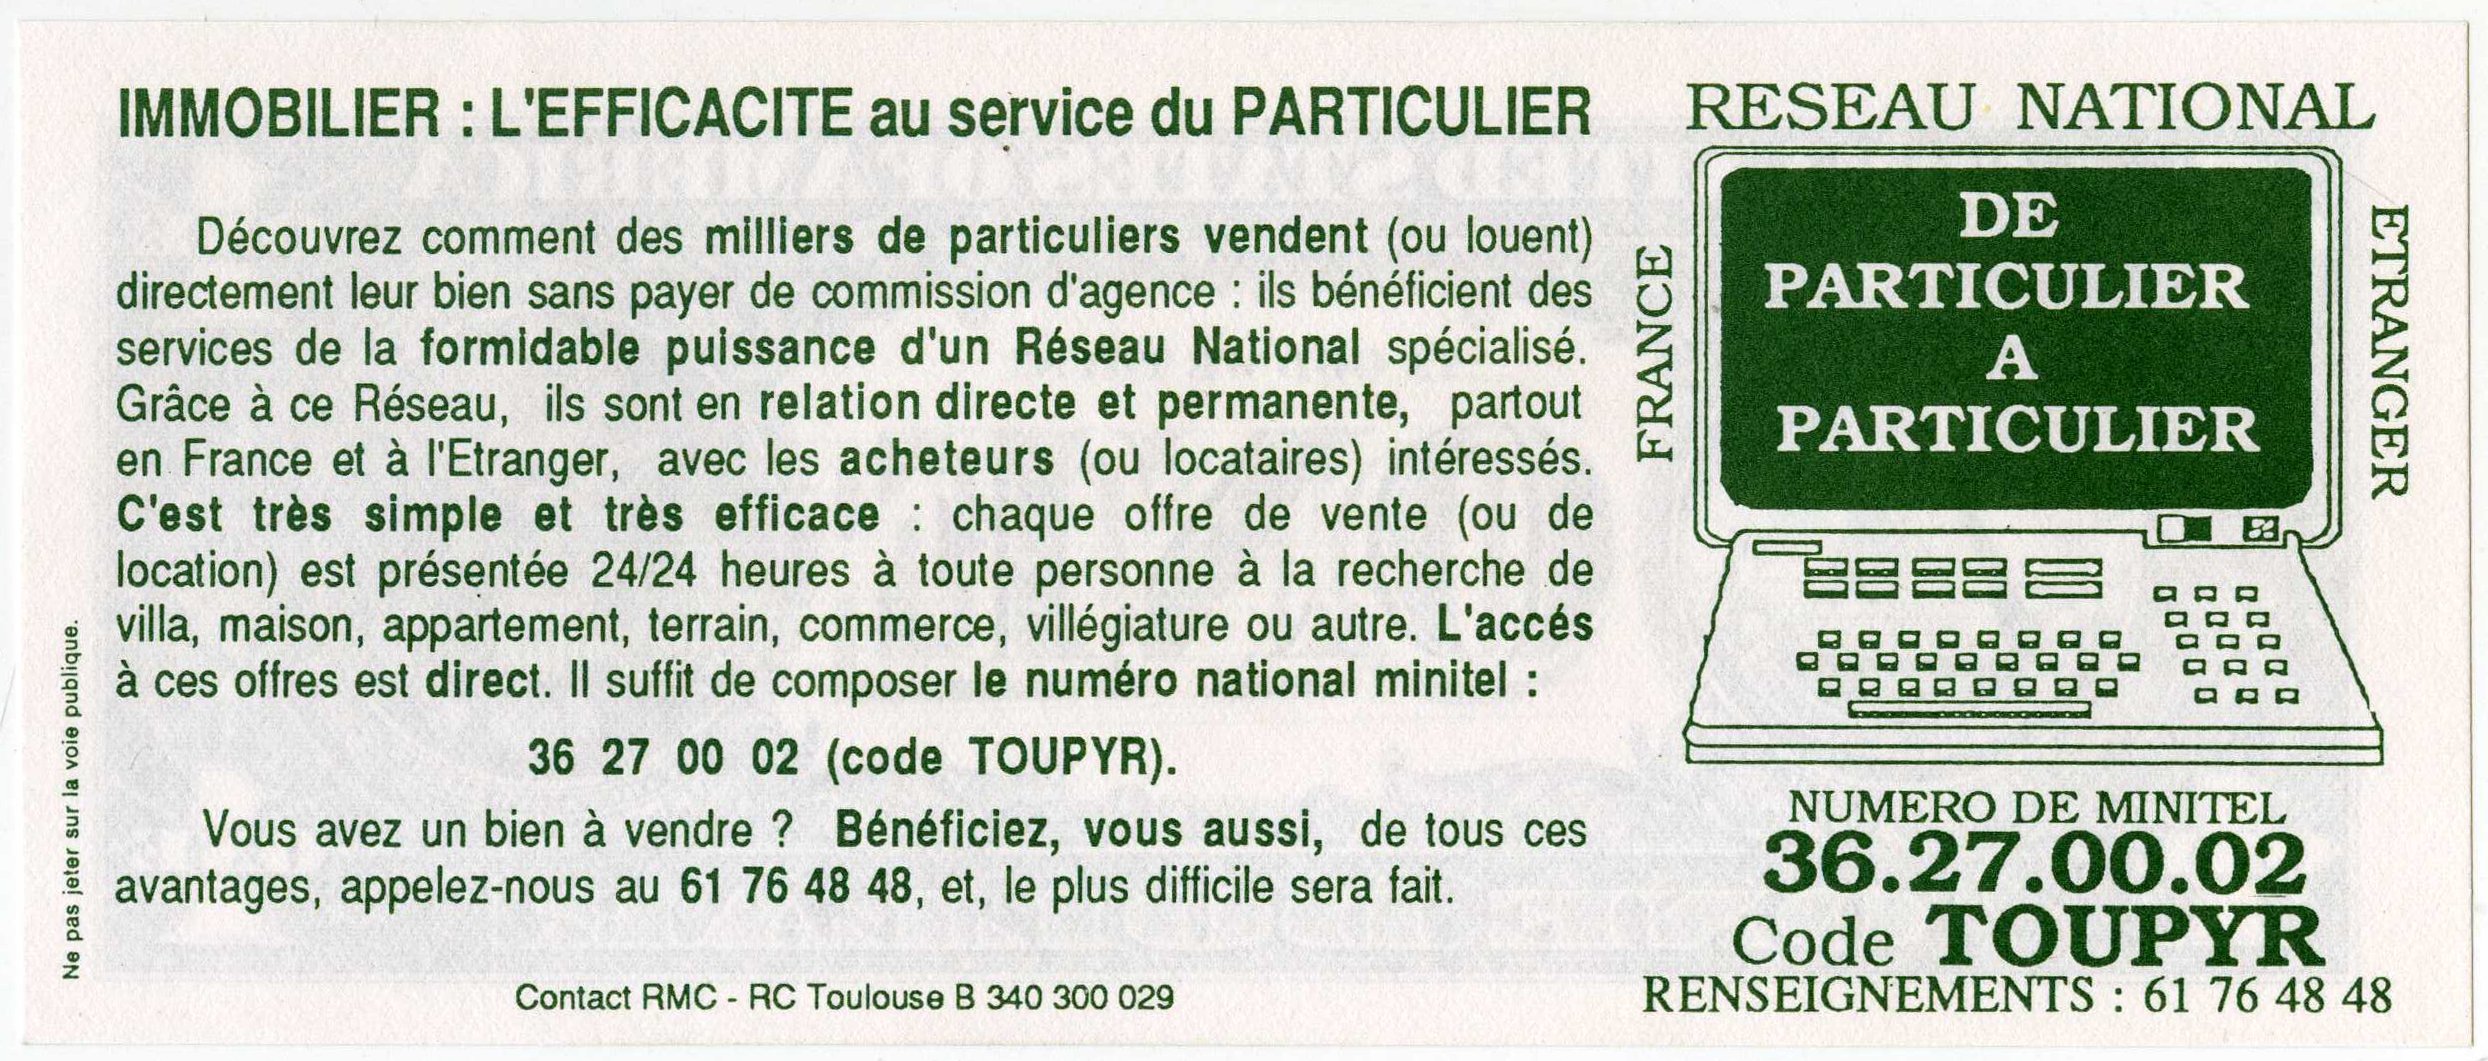 IMMOBILIER : L'EFFICACITE au service du PARTICULIER
Découvrez comment des milliers de particuliers vendent (ou louent)
directement leur bien sans payer de commission d'agence : ils bénéficient des
services de la formidable puissance d'un Réseau National spécialisé.
Grâce à ce Réseau, ils sont en relation directe et permanente, partout
en France et à l'Etranger, avec les acheteurs (ou locataires) intéressés.
C'est très simple et très efficace : chaque offre de vente (ou de
location) est présentée 24/24 heures à toute personne à la recherche de
villa, maison, appartement, terrain, commerce, villégiature ou autre. L'accés
à ces offres est direct. Il suffit de composer le numéro national minitel :
36 27 00 02 (code TOUPYR).
Vous avez un bien à vendre ? Bénéficiez, vous aussi, de tous ces
avantages, appelez-nous au 61 76 48 48, et, le plus difficile sera fait.
Contact RMC - RC Toulouse B 340 300 029
Ne pas jeter sur la voie publique.
RESEAU NATIONAL
FRANCE
DE
PARTICULIER
A
PARTICULIER
ETRANGER
NUMERO DE MINITEL
36.27.00.02
Code TOUPYR
RENSEIGNEMENTS : 61 76 48 48